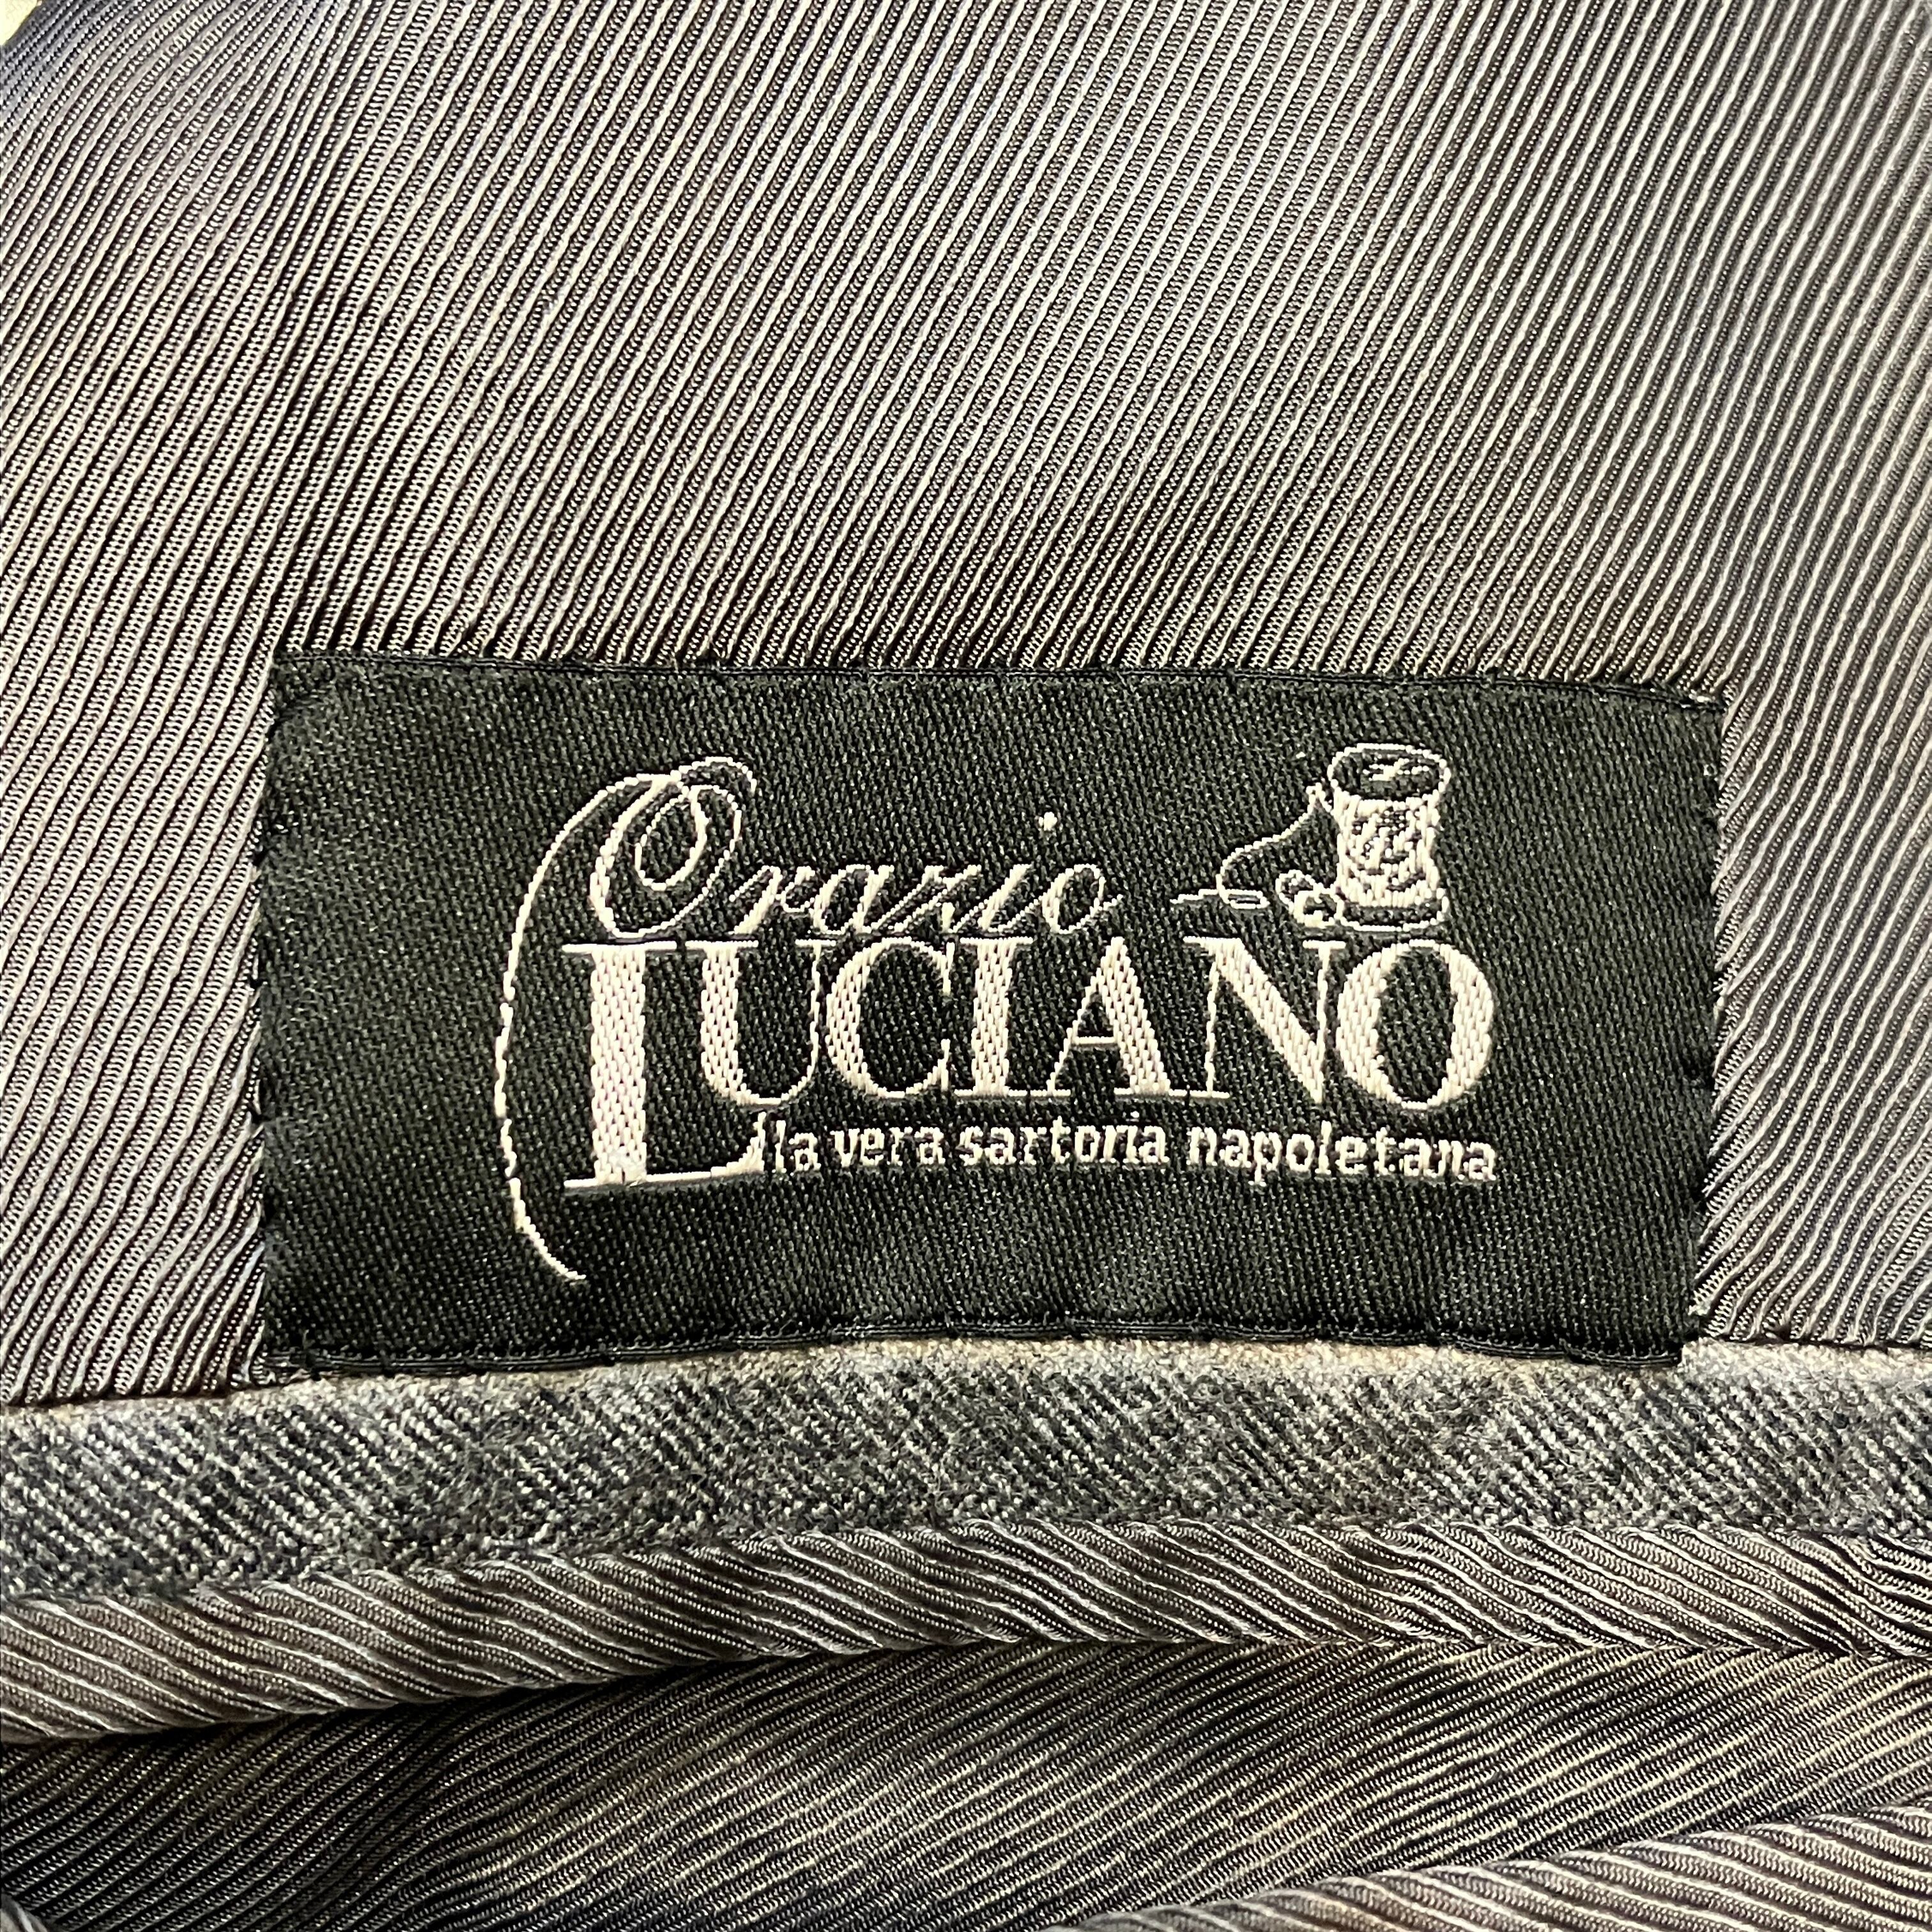 Orazio
LUCIANO
la vera sartoria napoletana